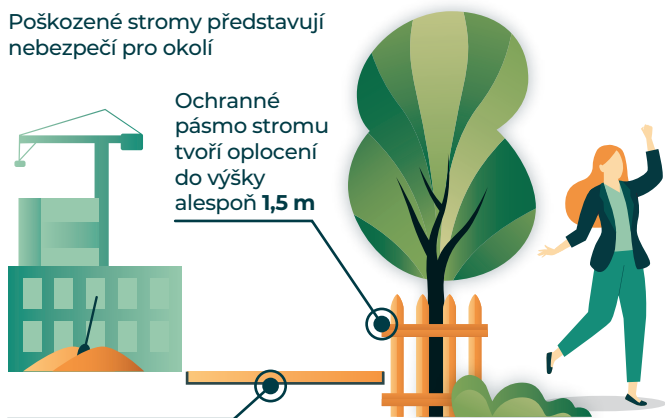 Poškozené stromy představují
nebezpečí pro okolí
Ochranné
pásmo stromu
tvoří oplocení
do výšky
alespoň 1,5 m